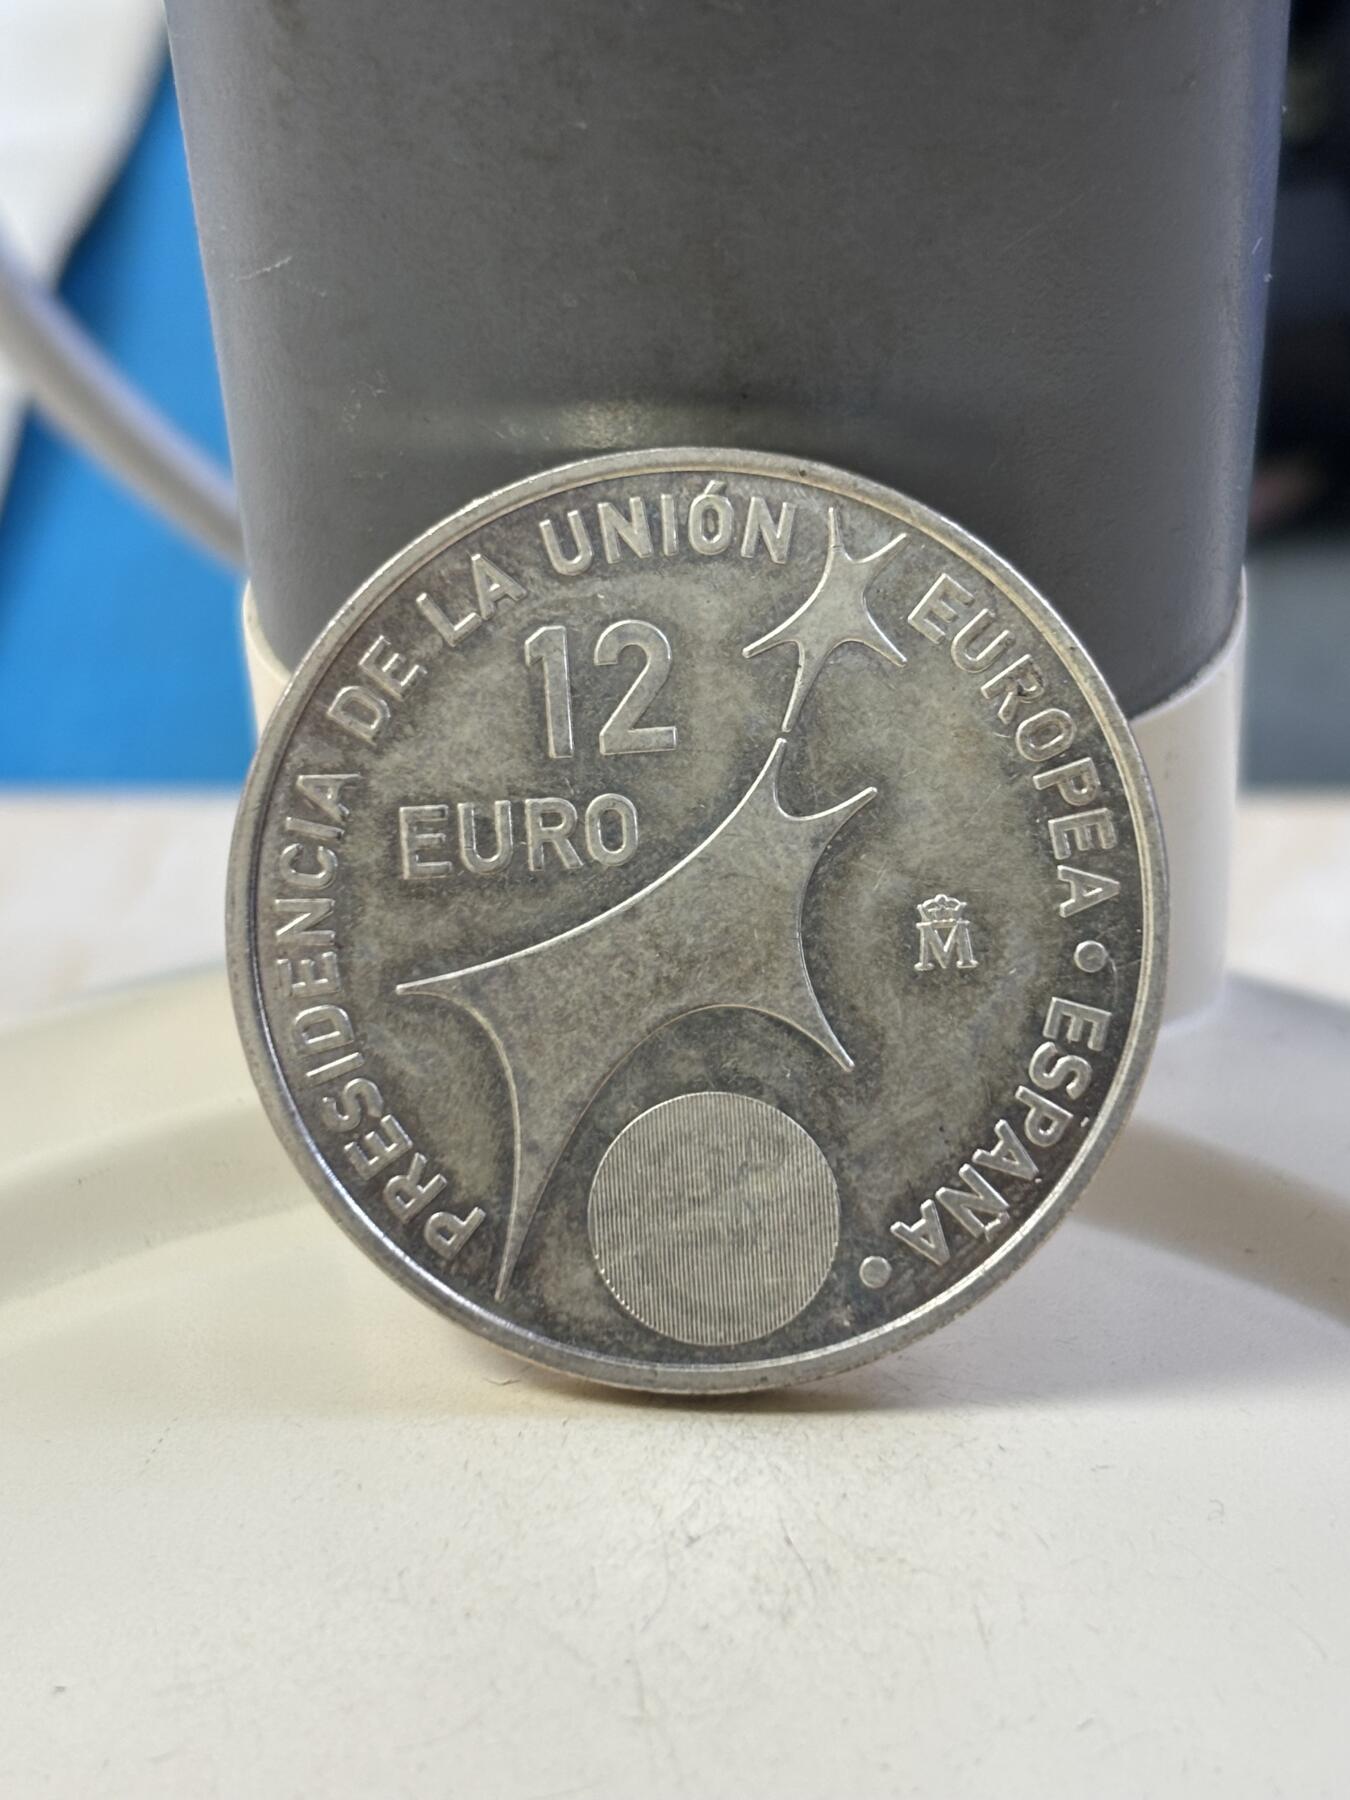 PRESIDENCIA DE LA UNIÓN EUROPEA • ESPAÑA •
12
EURO
M